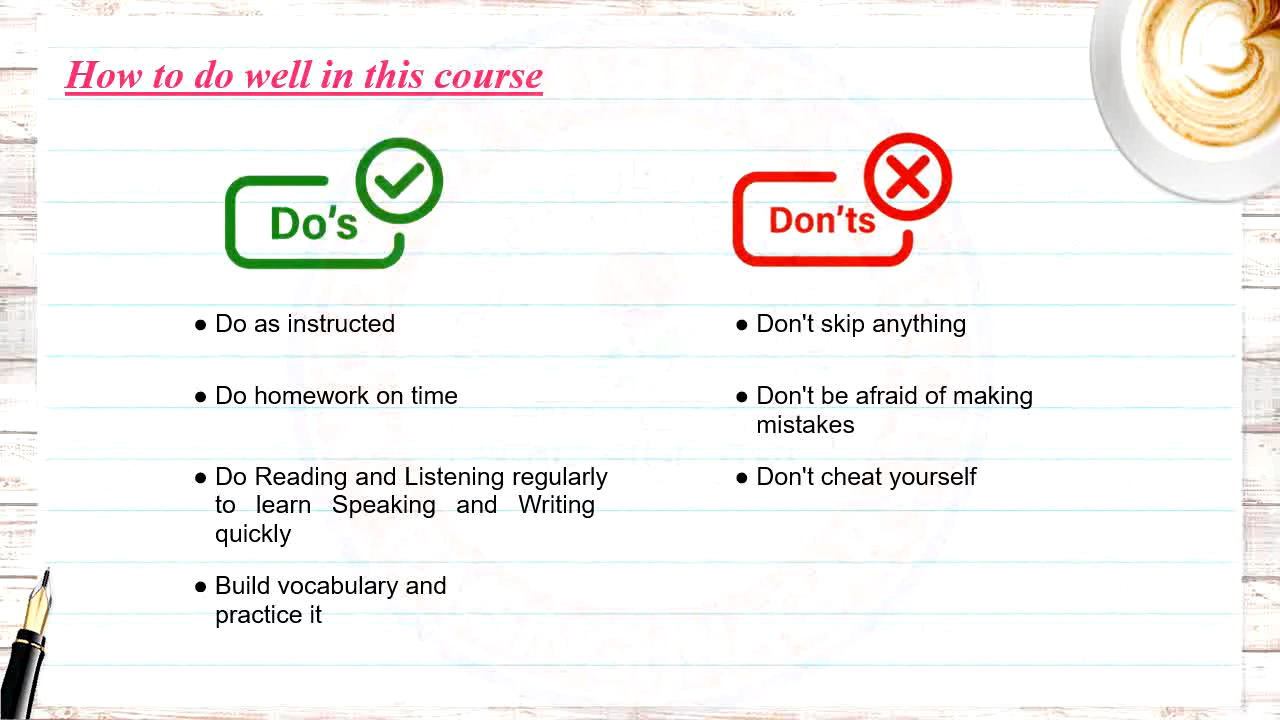 How to do well in this course
Do's
● Do as instructed
● Do homework on time
● Do Reading and Listening regularly
to learn Speaking and Writing
quickly
● Build vocabulary and
practice it
Don'ts
● Don't skip anything
● Don't be afraid of making
mistakes
● Don't cheat yourself